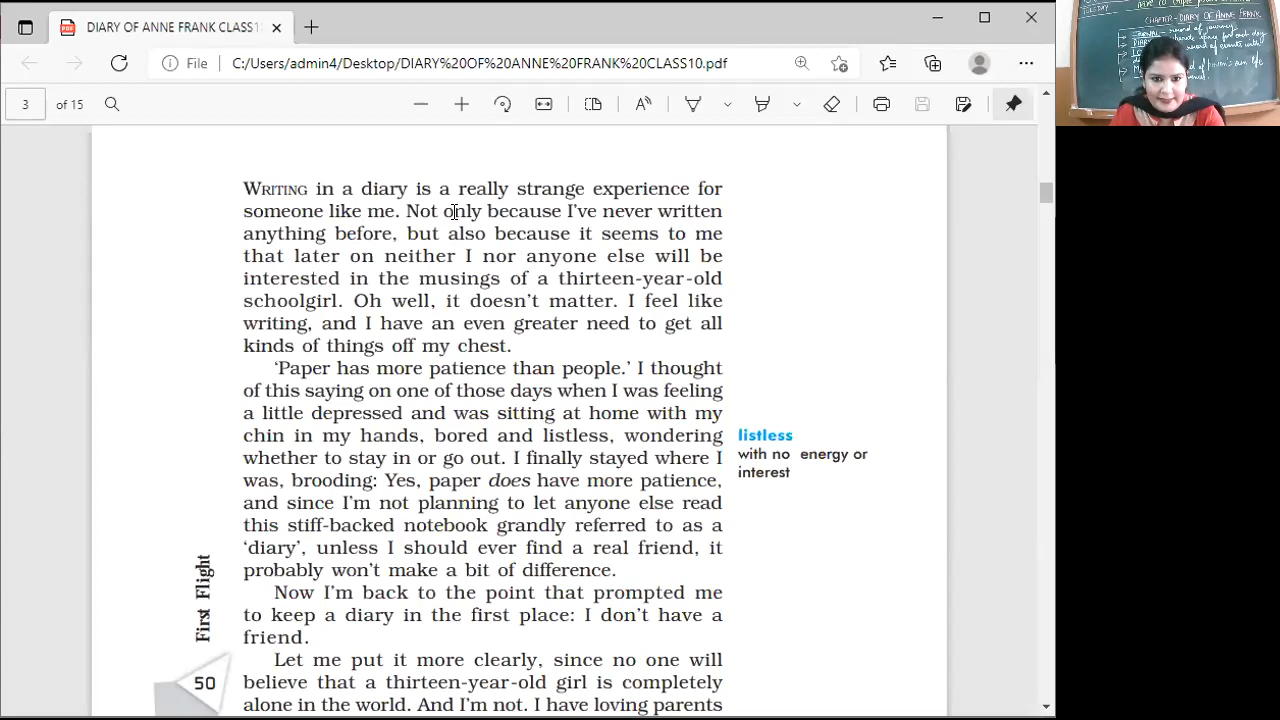 DIARY OF ANNE FRANK CLASS1
File
C:/Users/admin4/Desktop/DIARY%20OF%20ANNE%20FRANK%20CLASS10.pdf
3 of 15
WRITING in a diary is a really strange experience for
someone like me. Not only because I've never written
anything before, but also because it seems to me
that later on neither I nor anyone else will be
interested in the musings of a thirteen-year-old
schoolgirl. Oh well, it doesn't matter. I feel like
writing, and I have an even greater need to get all
kinds of things off my chest.
‘Paper has more patience than people.’ I thought
of this saying on one of those days when I was feeling
a little depressed and was sitting at home with my
chin in my hands, bored and listless, wondering
whether to stay in or go out. I finally stayed where I
was, brooding: Yes, paper does have more patience,
and since I'm not planning to let anyone else read
this stiff-backed notebook grandly referred to as a
‘diary’, unless I should ever find a real friend, it
probably won't make a bit of difference.
Now I'm back to the point that prompted me
to keep a diary in the first place: I don't have a
friend.
Let me put it more clearly, since no one will
believe that a thirteen-year-old girl is completely
alone in the world. And I'm not. I have loving parents
listless
with no energy or
interest
First Flight
50
TUESDAY
CHAPTER- DIARY OF ANNE FRANK